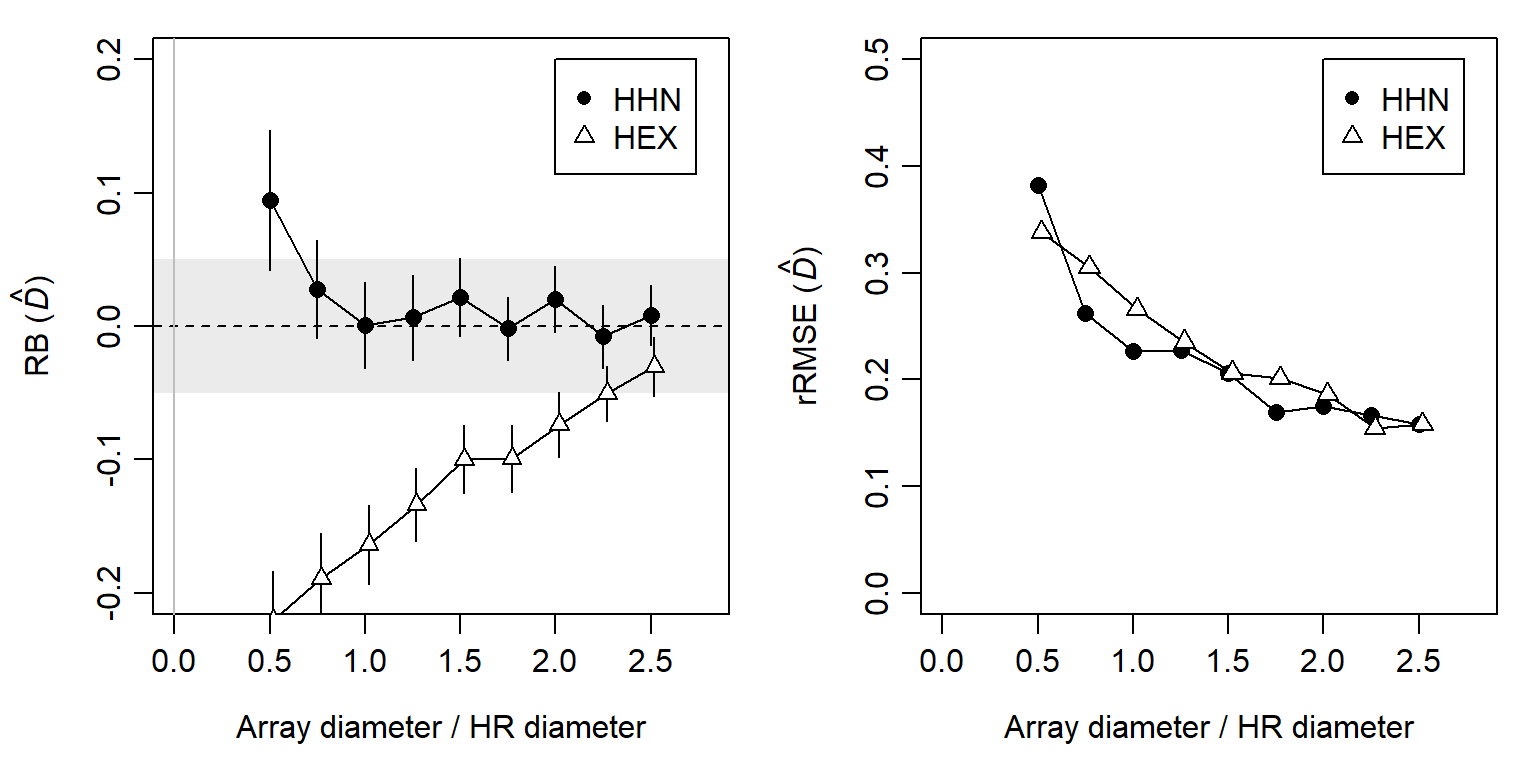 RB (D̂)
0.2
0.1
0.0
-0.1
-0.2
HHN
HEX
0.0 0.5 1.0 1.5 2.0 2.5
Array diameter / HR diameter
rRMSE (D̂)
0.5
0.4
0.3
0.2
0.1
0.0
HHN
HEX
0.0 0.5 1.0 1.5 2.0 2.5
Array diameter / HR diameter